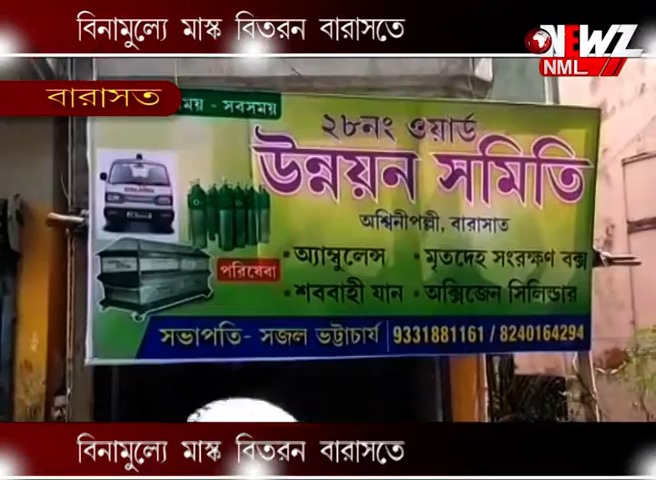 বিনামুল্যে মাস্ক বিতরন বারাসতে
NEWZ
NML
বারাসত
ময় - সবসময়
২৮নং ওয়ার্ড
উন্নয়ন সমিতি
অশ্বিনীপল্লী, বারাসাত
পরিষেবা
• অ্যাম্বুলেন্স • মৃতদেহ সংরক্ষণ বক্স
• শববাহী যান • অক্সিজেন সিলিন্ডার
সভাপতি- সজল ভট্টাচার্য 9331881161 / 8240164294
বিনামুল্যে মাস্ক বিতরন বারাসতে